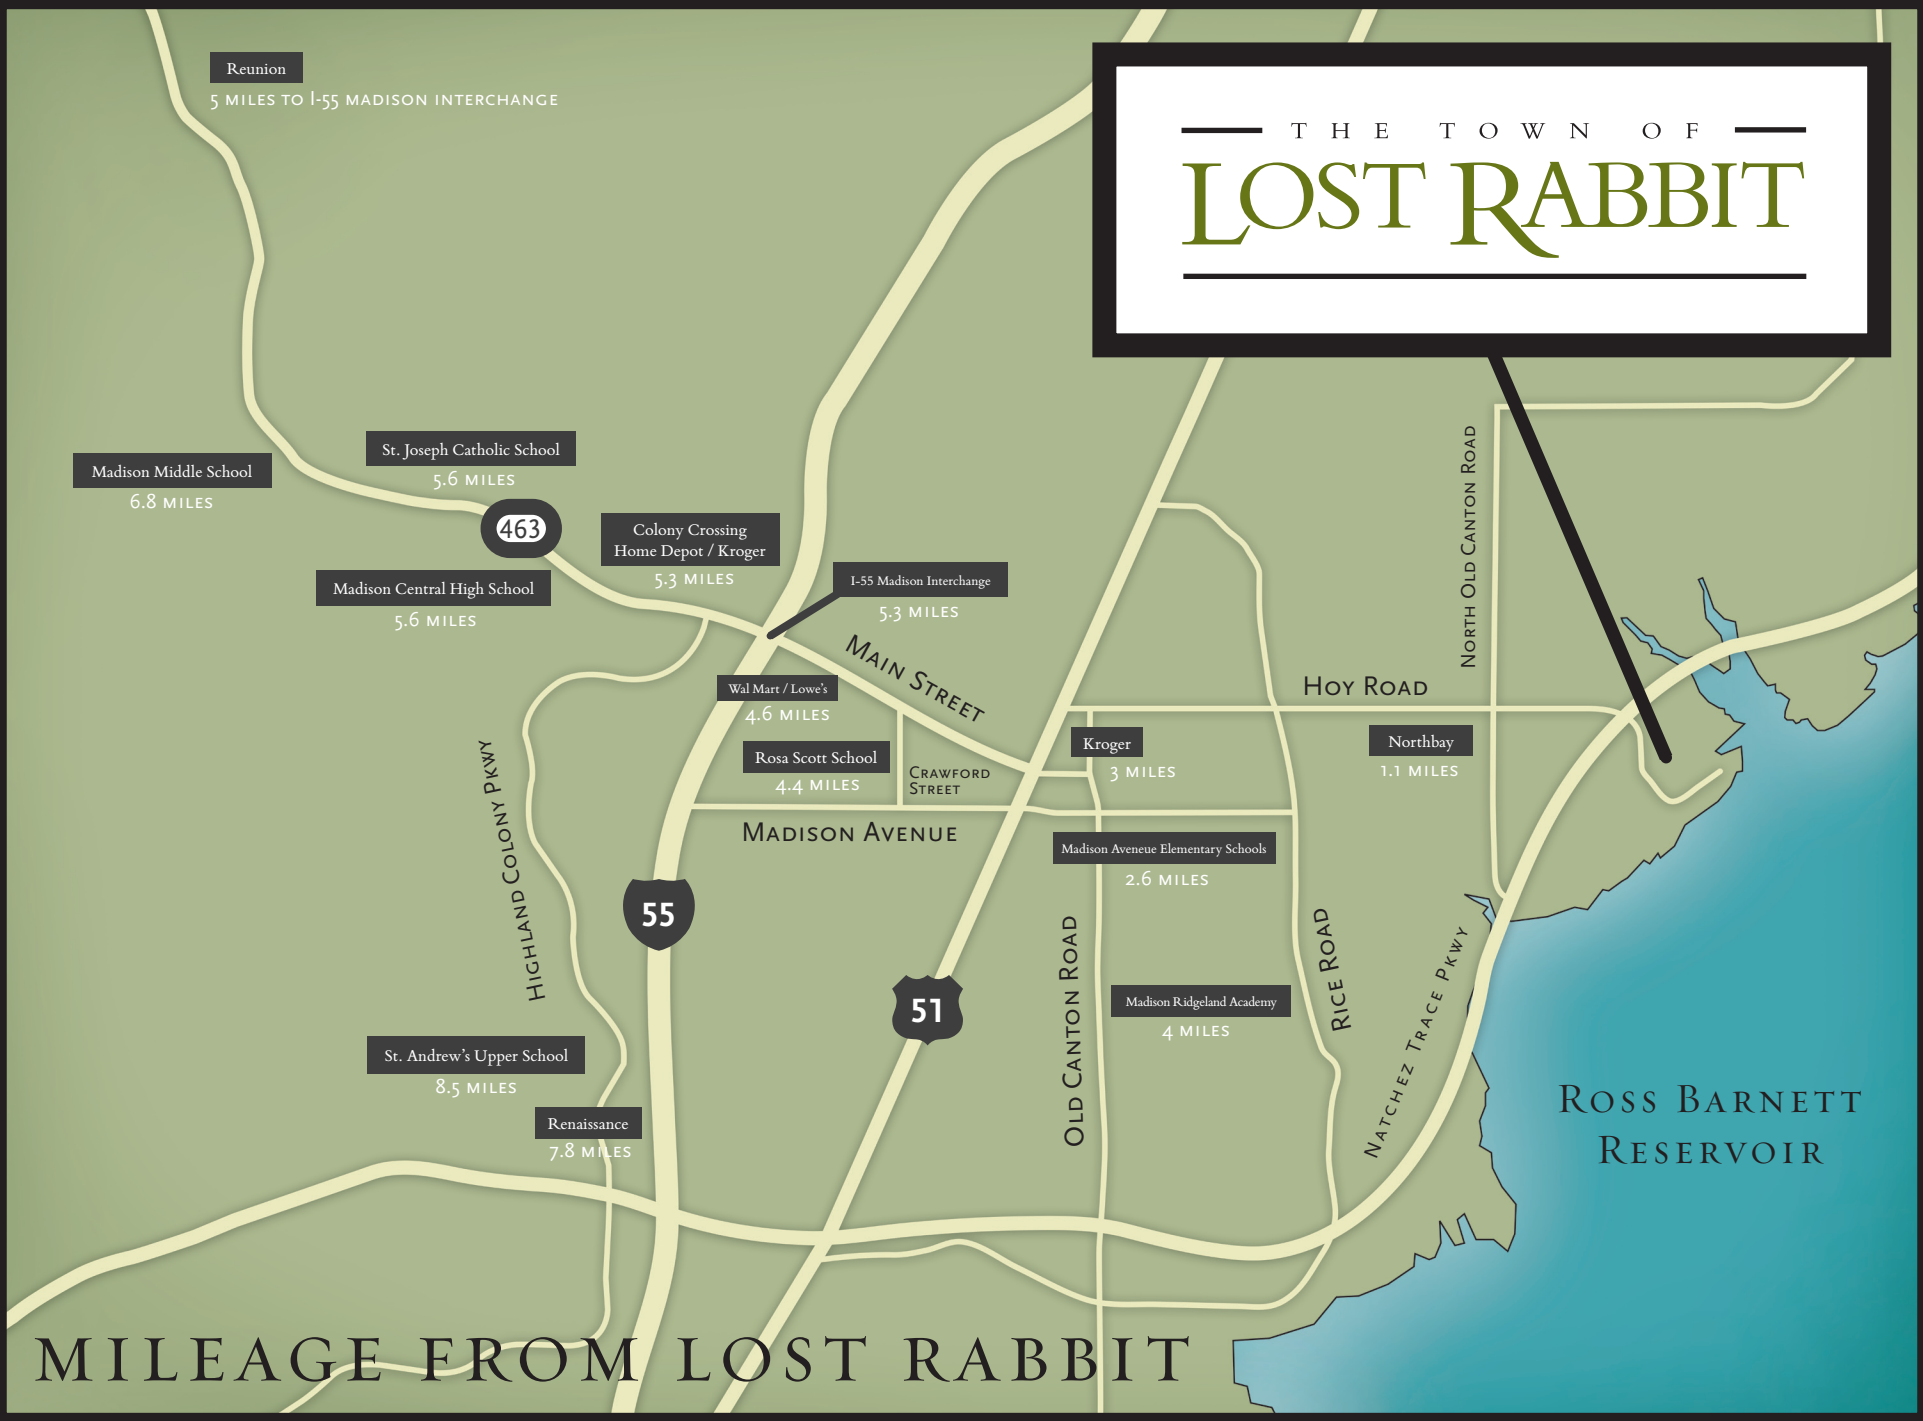 THE TOWN OF
LOST RABBIT
Reunion
5 MILES TO I-55 MADISON INTERCHANGE
St. Joseph Catholic School
5.6 MILES
Madison Middle School
6.8 MILES
463
Colony Crossing
Home Depot / Kroger
5.3 MILES
Madison Central High School
5.6 MILES
I-55 Madison Interchange
5.3 MILES
MAIN STREET
NORTH OLD CANTON ROAD
HOY ROAD
Wal Mart / Lowe's
4.6 MILES
Rosa Scott School
4.4 MILES
CRAWFORD
STREET
Kroger
3 MILES
Northbay
1.1 MILES
MADISON AVENUE
Madison Aveneue Elementary Schools
2.6 MILES
HIGHLAND COLONY PKWY
55
51
OLD CANTON ROAD
Madison Ridgeland Academy
4 MILES
RICE ROAD
NATCHEZ TRACE PKWY
St. Andrew's Upper School
8.5 MILES
Renaissance
7.8 MILES
ROSS BARNETT
RESERVOIR
MILEAGE FROM LOST RABBIT